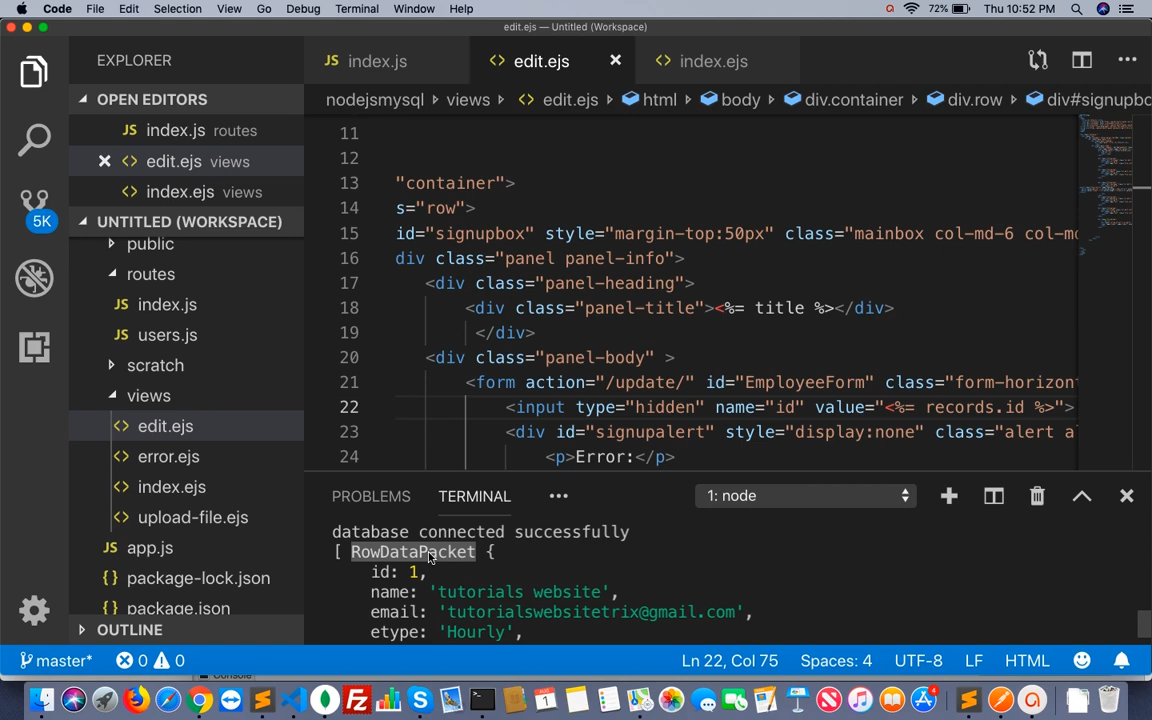 Code File Edit Selection View Go Debug Terminal Window Help 72% Thu 10:52 PM
edit.ejs — Untitled (Workspace)
EXPLORER
JS index.js
<> edit.ejs
<> index.ejs
OPEN EDITORS
JS index.js routes
<> edit.ejs views
<> index.ejs views
UNTITLED (WORKSPACE)
public
routes
JS index.js
JS users.js
scratch
views
<> edit.ejs
<> error.ejs
<> index.ejs
<> upload-file.ejs
JS app.js
{} package-lock.json
{} package.json
OUTLINE
5K
nodejsmysql views <> edit.ejs html body div.container div.row div#signupbo
11
12
13 "container">
14 s="row">
15 id="signupbox" style="margin-top:50px" class="mainbox col-md-6 col-md
16 div class="panel panel-info">
17 <div class="panel-heading">
18 <div class="panel-title"><%= title %></div>
19 </div>
20 <div class="panel-body" >
21 <form action="/update/" id="EmployeeForm" class="form-horizont
22 <input type="hidden" name="id" value="<%= records.id %>">
23 <div id="signupalert" style="display:none" class="alert a
24 <p>Error:</p>
PROBLEMS TERMINAL ••• 1: node
database connected successfully
[ RowDataPacket {
id: 1,
name: 'tutorials website',
email: 'tutorialswebsitetrix@gmail.com',
etype: 'Hourly',
master* 0 0 Ln 22, Col 75 Spaces: 4 UTF-8 LF HTML